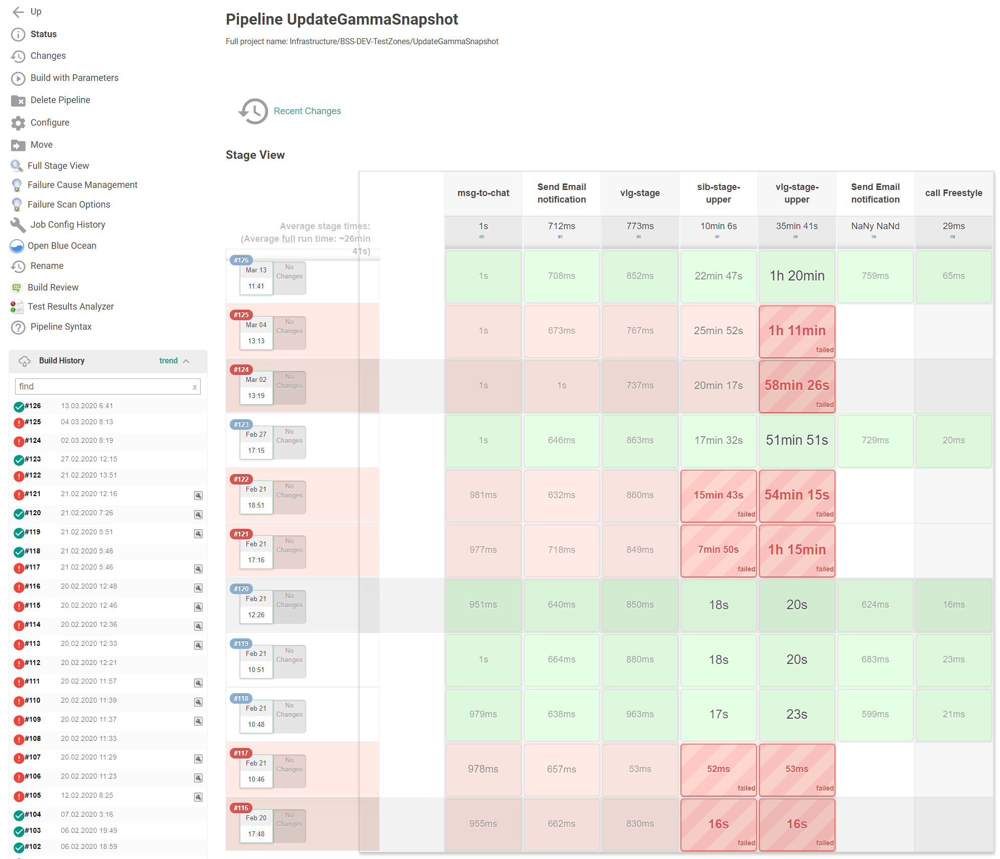 Up
Status
Changes
Build with Parameters
Delete Pipeline
Configure
Move
Full Stage View
Failure Cause Management
Failure Scan Options
Job Config History
Open Blue Ocean
Rename
Build Review
Test Results Analyzer
Pipeline Syntax
Build History trend
find x
#126 13.03.2020 6:41
#125 04.03.2020 8:13
#124 02.03.2020 8:19
#123 27.02.2020 12:15
#122 21.02.2020 13:51
#121 21.02.2020 12:16
#120 21.02.2020 7:26
#119 21.02.2020 5:51
#118 21.02.2020 5:48
#117 21.02.2020 5:46
#116 20.02.2020 12:48
#115 20.02.2020 12:46
#114 20.02.2020 12:36
#113 20.02.2020 12:33
#112 20.02.2020 12:21
#111 20.02.2020 11:57
#110 20.02.2020 11:39
#109 20.02.2020 11:37
#108 20.02.2020 11:33
#107 20.02.2020 11:29
#106 20.02.2020 11:23
#105 12.02.2020 8:25
#104 07.02.2020 3:16
#103 06.02.2020 19:49
#102 06.02.2020 18:59
Pipeline UpdateGammaSnapshot
Full project name: Infrastructure/BSS-DEV-TestZones/UpdateGammaSnapshot
Recent Changes
Stage View
msg-to-chat
Send Email
notification
vlg-stage
sib-stage-
upper
vlg-stage-
upper
Send Email
notification
call Freestyle
Average stage times:
(Average full run time: ~26min
41s)
1s 712ms 773ms 10min 6s 35min 41s NaNy NaNd 29ms
#126
Mar 13
11:41
No
Changes
1s 708ms 852ms 22min 47s 1h 20min 759ms 65ms
#125
Mar 04
13:13
No
Changes
1s 673ms 767ms 25min 52s 1h 11min
failed
#124
Mar 02
13:19
No
Changes
1s 1s 737ms 20min 17s 58min 26s
failed
#123
Feb 27
17:15
No
Changes
1s 646ms 863ms 17min 32s 51min 51s 729ms 20ms
#122
Feb 21
18:51
No
Changes
981ms 632ms 860ms 15min 43s 54min 15s
failed failed
#121
Feb 21
17:16
No
Changes
977ms 718ms 849ms 7min 50s 1h 15min
failed failed
#120
Feb 21
12:26
No
Changes
951ms 640ms 850ms 18s 20s 624ms 16ms
#119
Feb 21
10:51
No
Changes
1s 664ms 880ms 18s 20s 683ms 23ms
#118
Feb 21
10:48
No
Changes
979ms 638ms 963ms 17s 23s 599ms 21ms
#117
Feb 21
10:46
No
Changes
978ms 657ms 53ms 52ms 53ms
failed failed
#116
Feb 20
17:48
No
Changes
955ms 662ms 830ms 16s 16s
failed failed